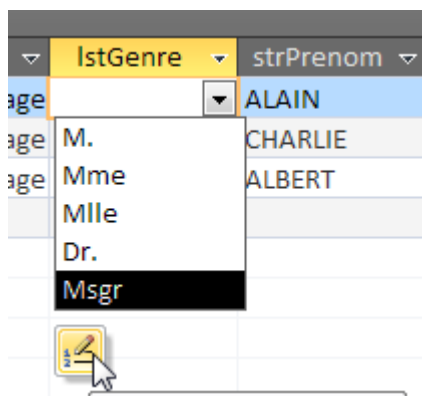 lstGenre strPrenom
age ALAIN
M. CHARLIE
age
Mme ALBERT
age
Mlle
Dr.
Msgr